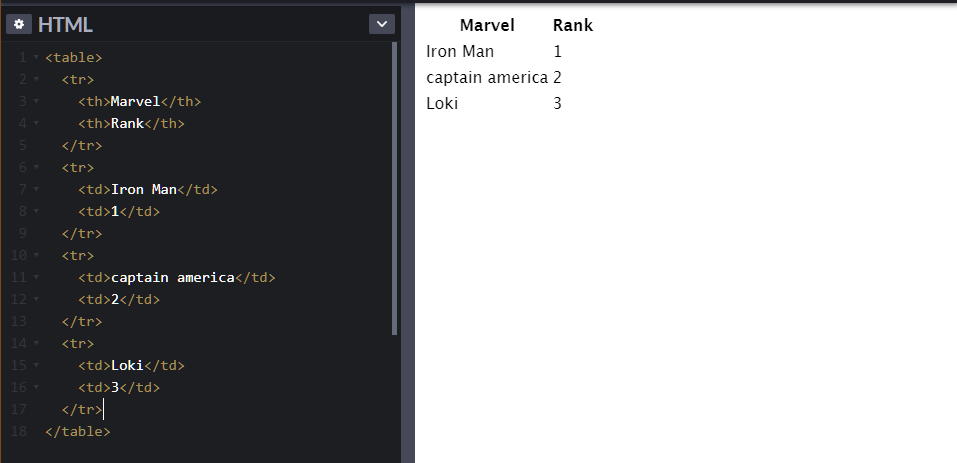 HTML
1 <table>
2 <tr>
3 <th>Marvel</th>
4 <th>Rank</th>
5 </tr>
6 <tr>
7 <td>Iron Man</td>
8 <td>1</td>
9 </tr>
10 <tr>
11 <td>captain america</td>
12 <td>2</td>
13 </tr>
14 <tr>
15 <td>Loki</td>
16 <td>3</td>
17 </tr>
18 </table>
Marvel Rank
Iron Man 1
captain america 2
Loki 3